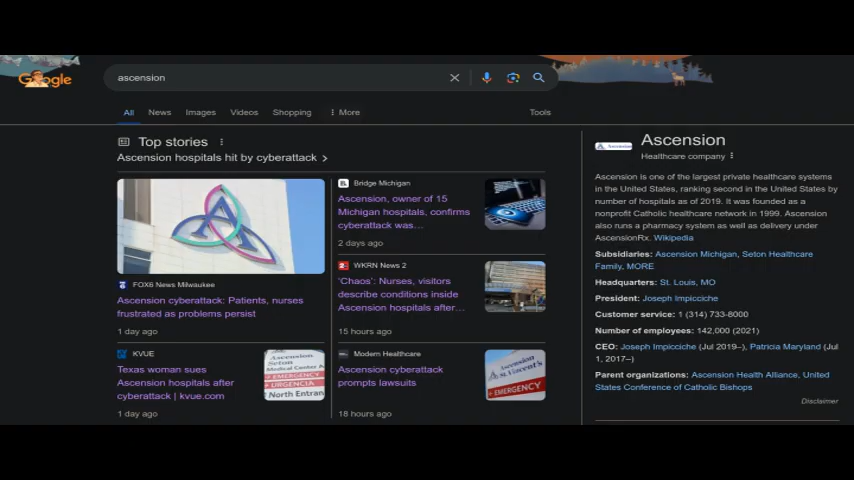 Google
ascension
All News Images Videos Shopping More Tools
Top stories
Ascension hospitals hit by cyberattack
FOX6 News Milwaukee
Ascension cyberattack: Patients, nurses
frustrated as problems persist
1 day ago
Bridge Michigan
Ascension, owner of 15
Michigan hospitals, confirms
cyberattack was...
2 days ago
WKRN News 2
'Chaos': Nurses, visitors
describe conditions inside
Ascension hospitals after...
15 hours ago
KVUE
Texas woman sues
Ascension hospitals after
cyberattack | kvue.com
1 day ago
Ascension
Seton
Medical Center
EMERGENCY
URGENCIA
North Entran
Modern Healthcare
Ascension cyberattack
prompts lawsuits
18 hours ago
Ascension
St. Vincent's
EMERGENCY
Ascension
Ascension
Healthcare company
Ascension is one of the largest private healthcare systems
in the United States, ranking second in the United States by
number of hospitals as of 2019. It was founded as a
nonprofit Catholic healthcare network in 1999. Ascension
also runs a pharmacy system as well as delivery under
AscensionRx. Wikipedia
Subsidiaries: Ascension Michigan, Seton Healthcare
Family, MORE
Headquarters: St. Louis, MO
President: Joseph Impicciche
Customer service: 1 (314) 733-8000
Number of employees: 142,000 (2021)
CEO: Joseph Impicciche (Jul 2019–), Patricia Maryland (Jul
1, 2017–)
Parent organizations: Ascension Health Alliance, United
States Conference of Catholic Bishops
Disclaimer